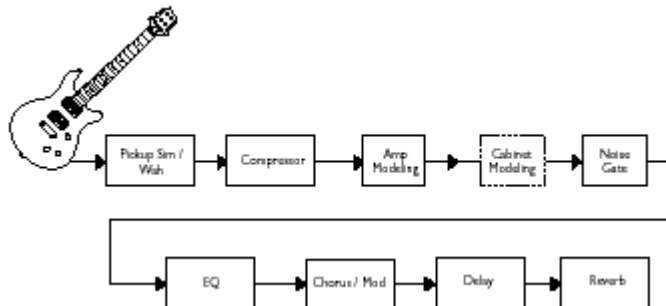 Pickup Sim /
Wah
Compressor
Amp
Modeling
Cabinet
Modeling
Noise
Gate
EQ
Chorus / Mod
Delay
Reverb